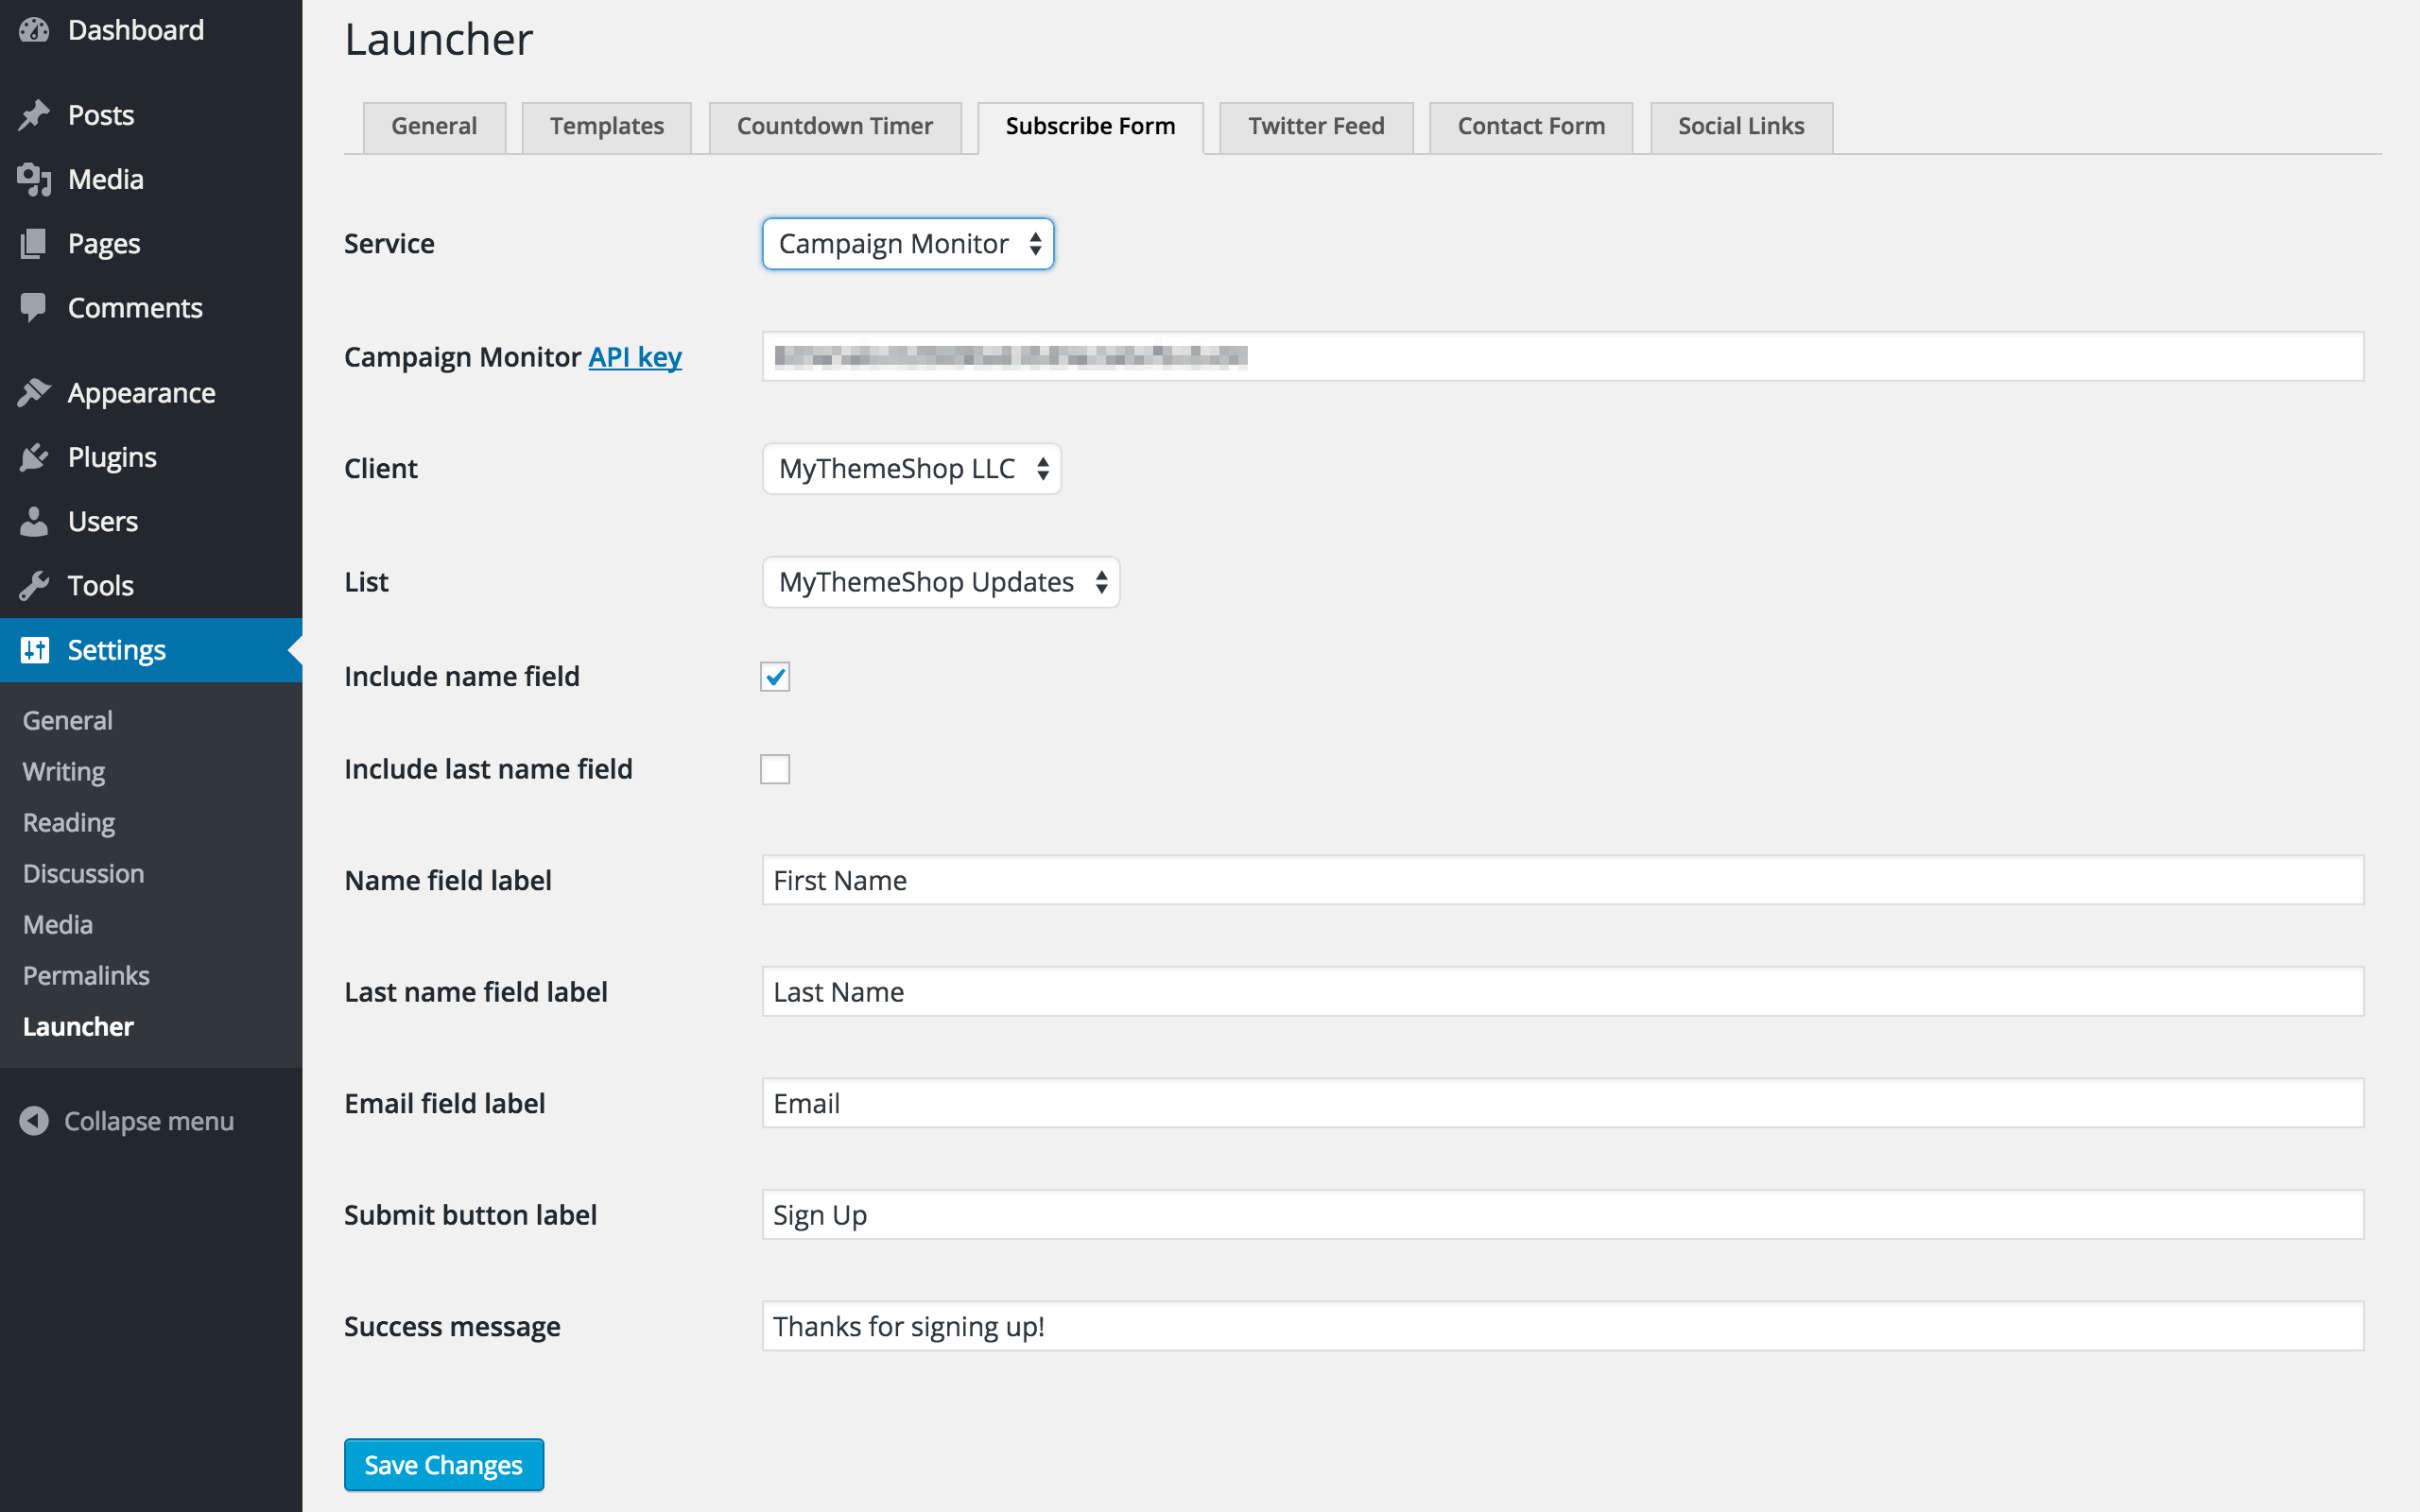 Dashboard
Posts
Media
Pages
Comments
Appearance
Plugins
Users
Tools
Settings
General
Writing
Reading
Discussion
Media
Permalinks
Launcher
Collapse menu
Launcher
General Templates Countdown Timer Subscribe Form Twitter Feed Contact Form Social Links
Service Campaign Monitor
Campaign Monitor API key
Client MyThemeShop LLC
List MyThemeShop Updates
Include name field
Include last name field
Name field label First Name
Last name field label Last Name
Email field label Email
Submit button label Sign Up
Success message Thanks for signing up!
Save Changes